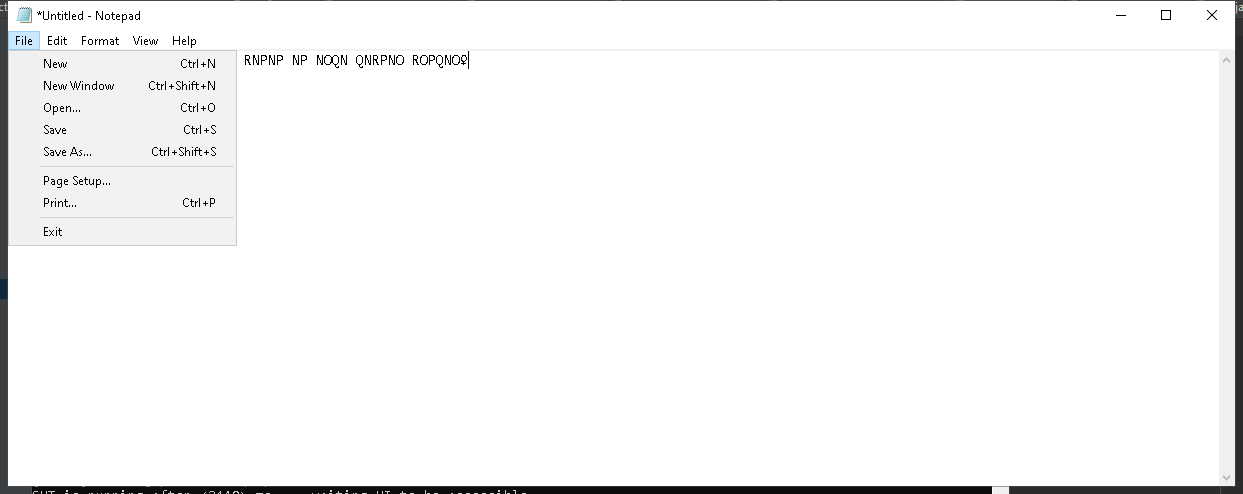 *Untitled - Notepad
File Edit Format View Help
RNPNP NP NOQN QNRPNO ROPQNO♀
New Ctrl+N
New Window Ctrl+Shift+N
Open... Ctrl+O
Save Ctrl+S
Save As... Ctrl+Shift+S
Page Setup... 
Print... Ctrl+P
Exit